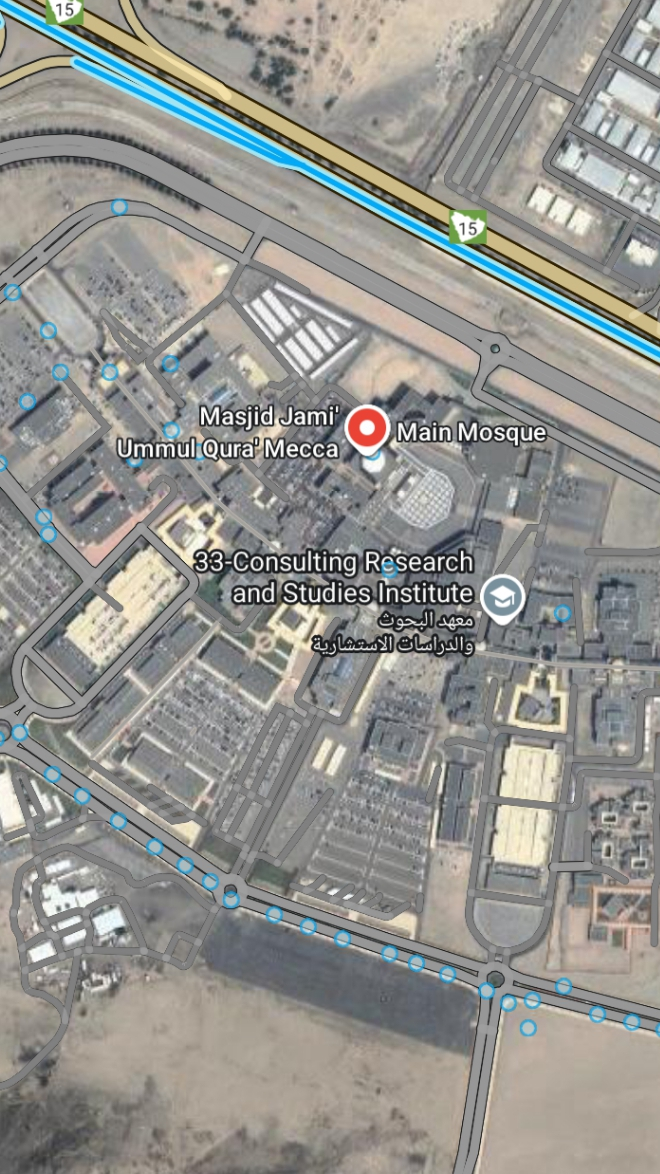 15
15
Masjid Jami'
Ummul Qura' Mecca
Main Mosque
33-Consulting Research
and Studies Institute
معهد البحوث
والدراسات الاستشارية